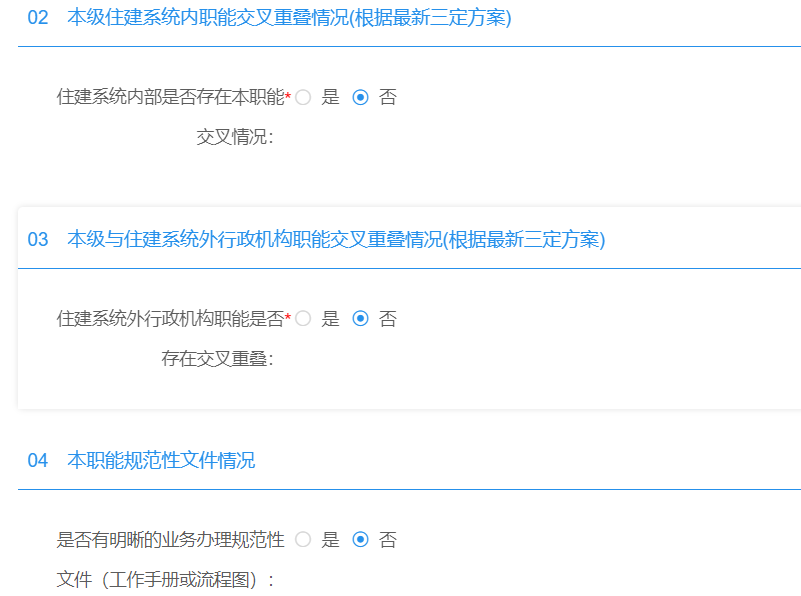 02 本级住建系统内职能交叉重叠情况(根据最新三定方案)
住建系统内部是否存在本职能* 是 否
交叉情况：
03 本级与住建系统外行政机构职能交叉重叠情况(根据最新三定方案)
住建系统外行政机构职能是否* 是 否
存在交叉重叠：
04 本职能规范性文件情况
是否有明晰的业务办理规范性 是 否
文件（工作手册或流程图）：